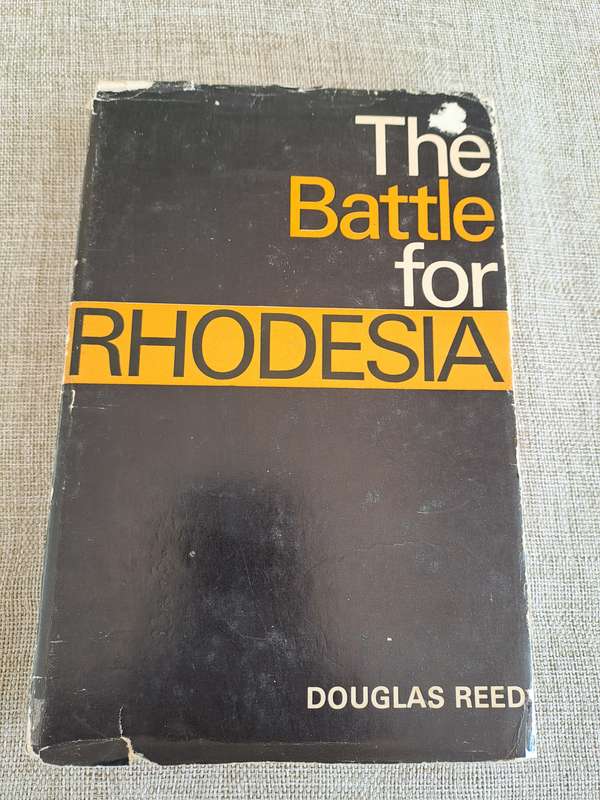 The
Battle
for
RHODESIA
DOUGLAS REED